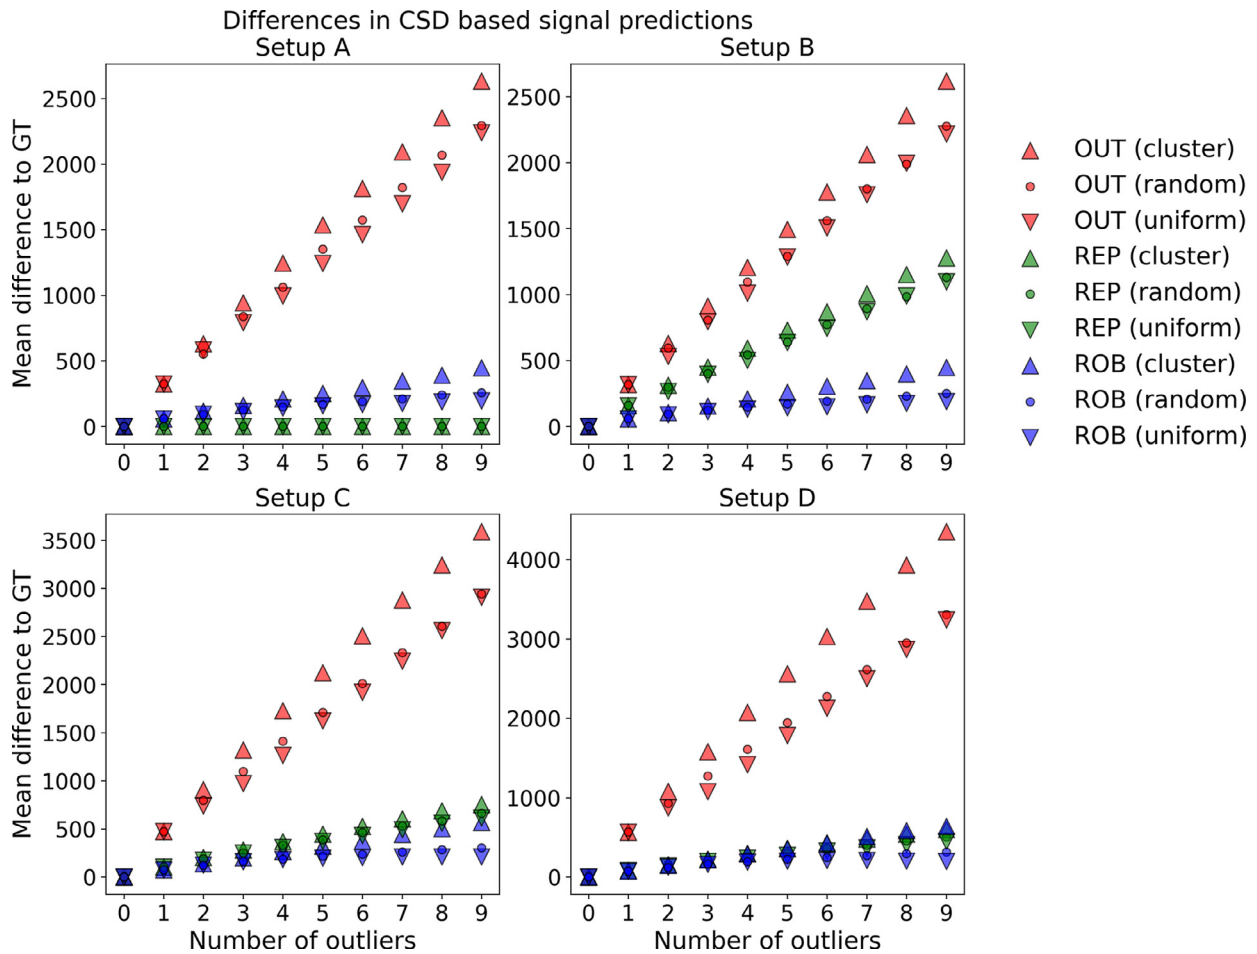 Differences in CSD based signal predictions
Setup A
Mean difference to GT
2500
2000
1500
1000
500
0
0 1 2 3 4 5 6 7 8 9
Setup B
2500
2000
1500
1000
500
0
0 1 2 3 4 5 6 7 8 9
OUT (cluster)
OUT (random)
OUT (uniform)
REP (cluster)
REP (random)
REP (uniform)
ROB (cluster)
ROB (random)
ROB (uniform)
Setup C
Mean difference to GT
3500
3000
2500
2000
1500
1000
500
0
0 1 2 3 4 5 6 7 8 9
Number of outliers
Setup D
4000
3000
2000
1000
0
0 1 2 3 4 5 6 7 8 9
Number of outliers